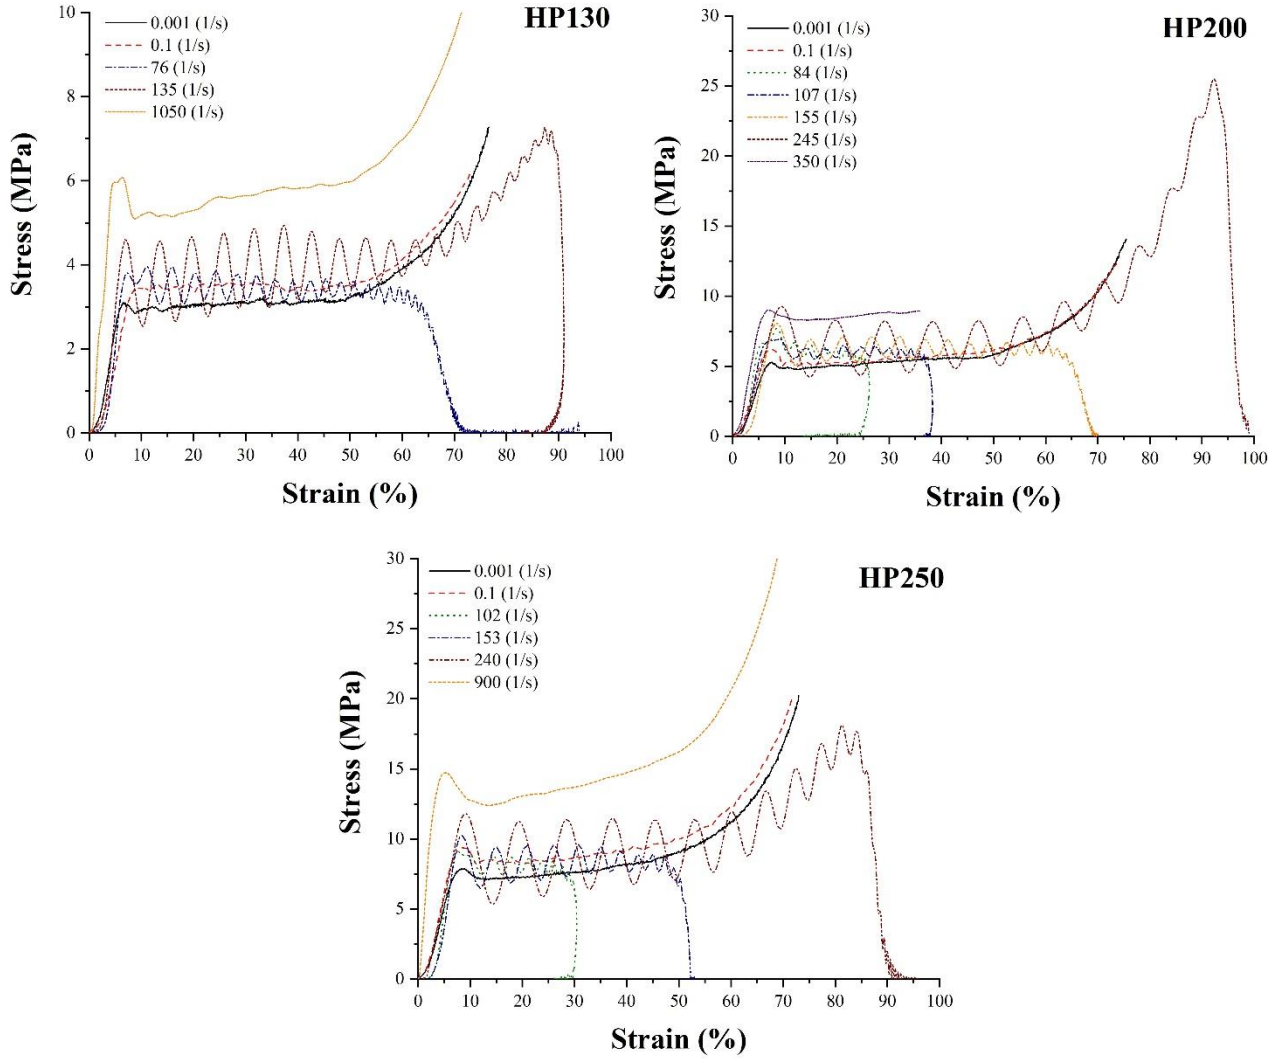 HP130
0.001 (1/s)
0.1 (1/s)
76 (1/s)
135 (1/s)
1050 (1/s)
Stress (MPa)
10
8
6
4
2
0
0 10 20 30 40 50 60 70 80 90 100
Strain (%)
HP200
0.001 (1/s)
0.1 (1/s)
84 (1/s)
107 (1/s)
155 (1/s)
245 (1/s)
350 (1/s)
Stress (MPa)
30
25
20
15
10
5
0
0 10 20 30 40 50 60 70 80 90 100
Strain (%)
HP250
0.001 (1/s)
0.1 (1/s)
102 (1/s)
153 (1/s)
240 (1/s)
900 (1/s)
Stress (MPa)
30
25
20
15
10
5
0
0 10 20 30 40 50 60 70 80 90 100
Strain (%)